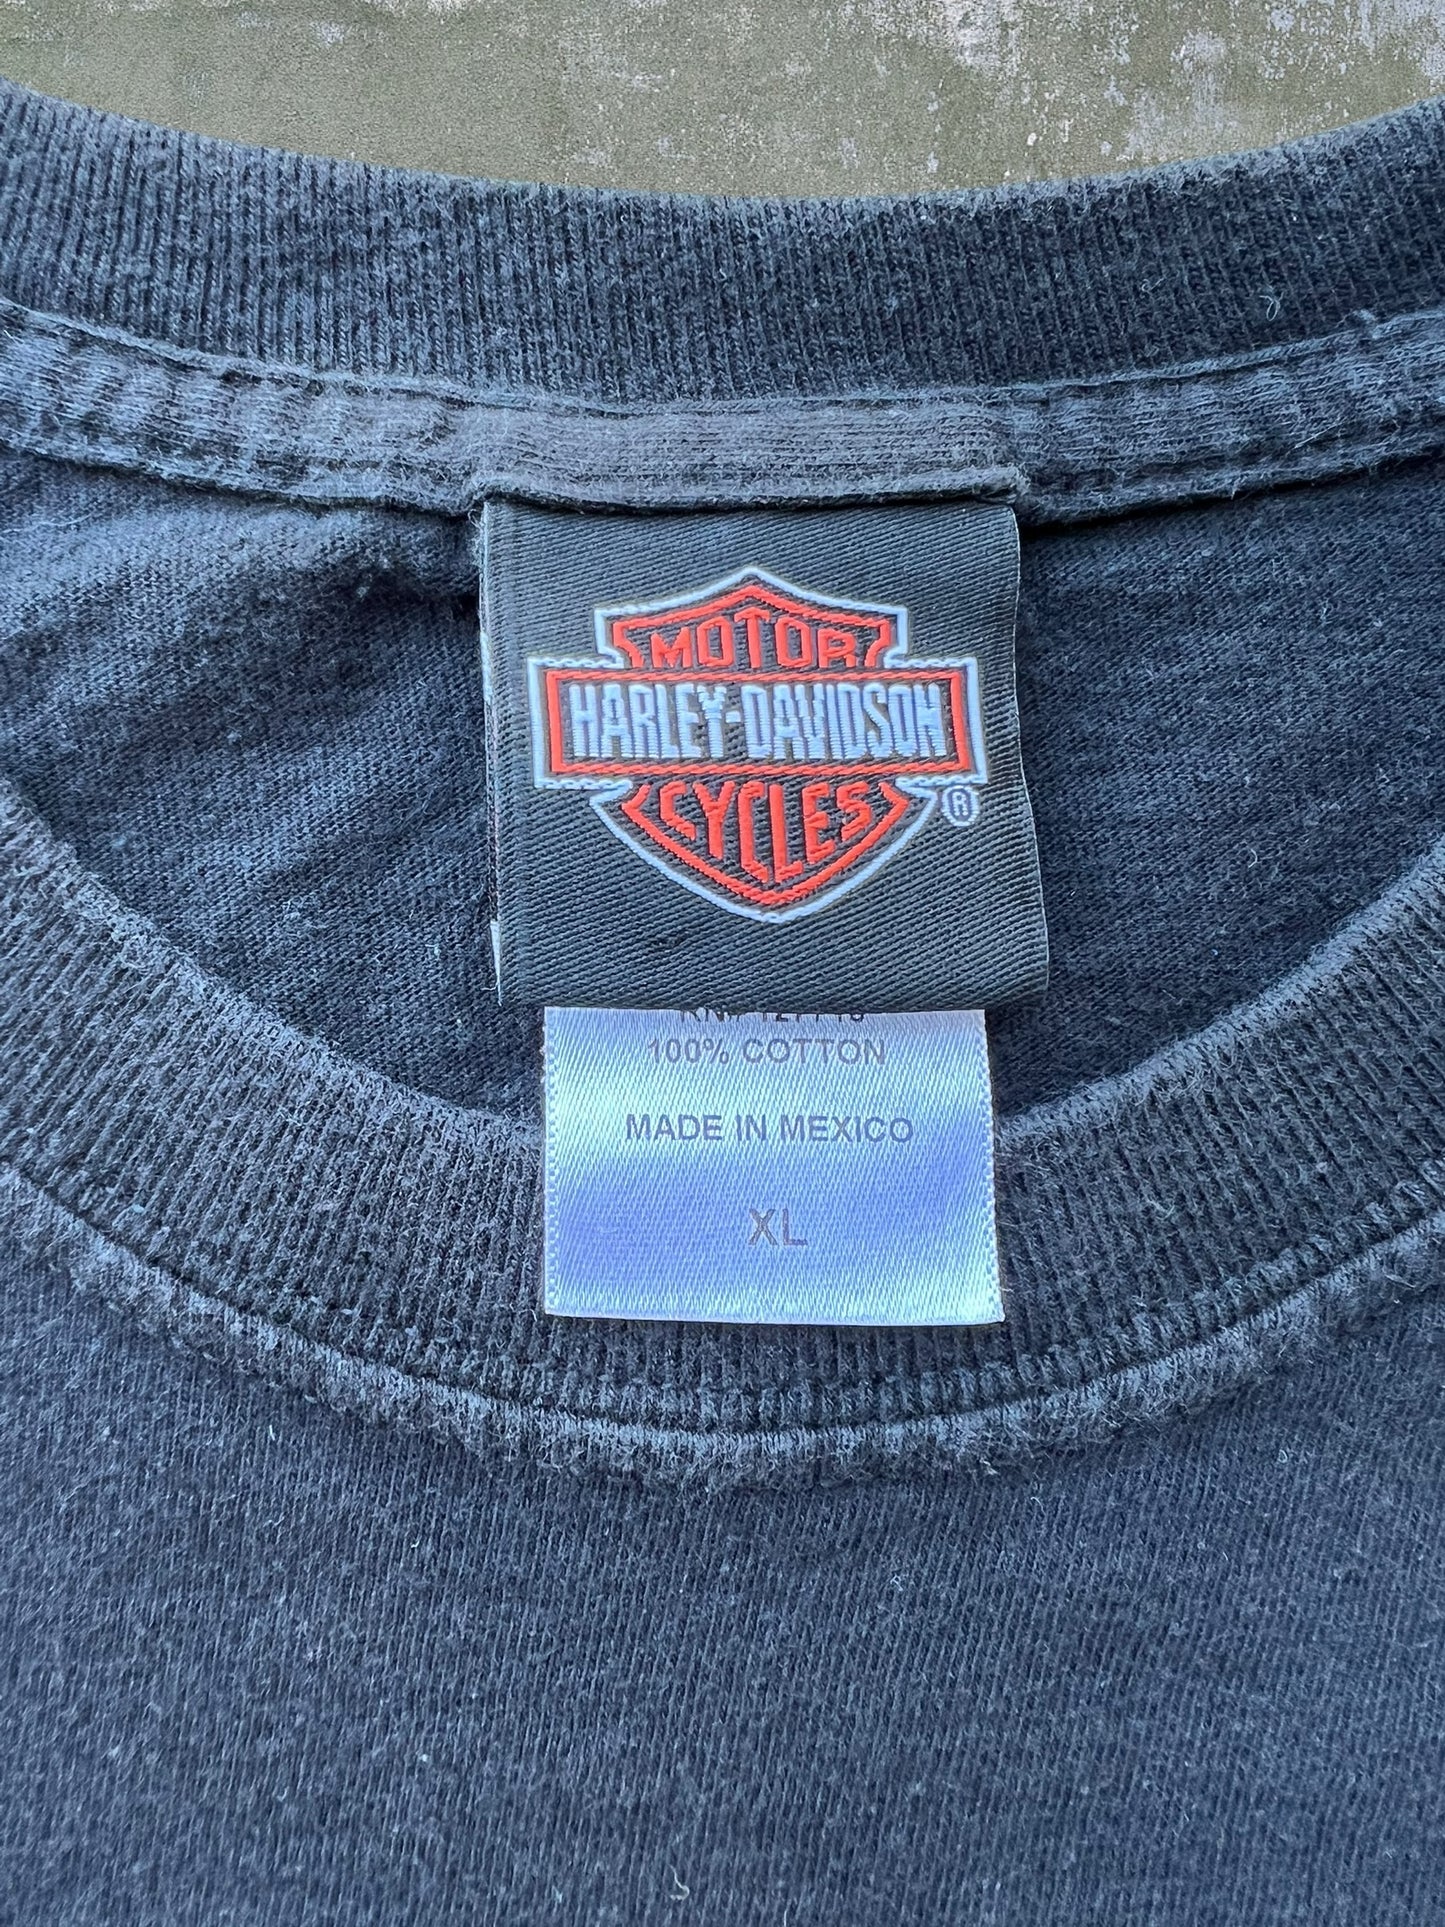 MOTOR
HARLEY-DAVIDSON
CYCLES
®
100% COTTON
MADE IN MEXICO
XL